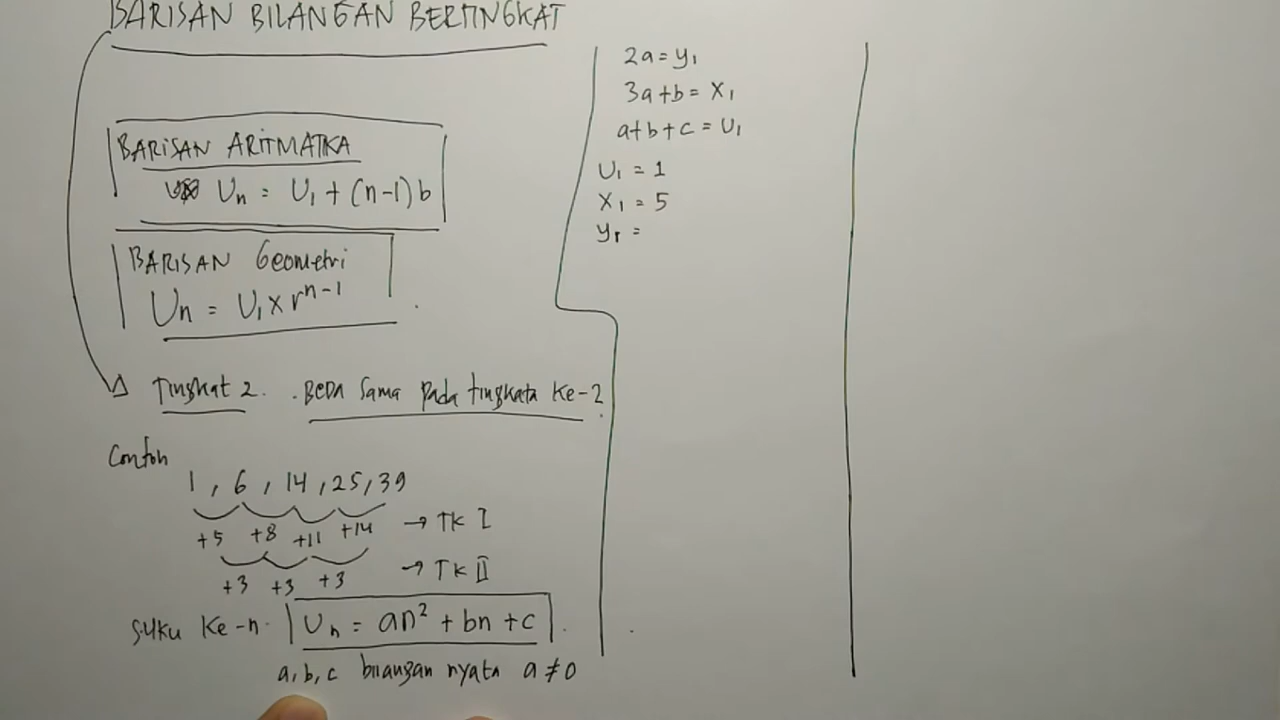 BARISAN BILANGAN BERTINGKAT
BARISAN ARITMATKA
Un = U1 + (n-1)b
BARISAN Geometri
Un = U1 x r^n-1
Tingkat 2. . BEDA Sama Pada tingkata Ke-2.
Contoh
1, 6, 14, 25, 39
+5 +8 +11 +14 → TK I
+3 +3 +3 → TK II
suku Ke-n. Un = an² + bn + c
a, b, c bilangan nyata a ≠ 0
2a = y1
3a+b = x1
a+b+c = U1
U1 = 1
x1 = 5
y1 =